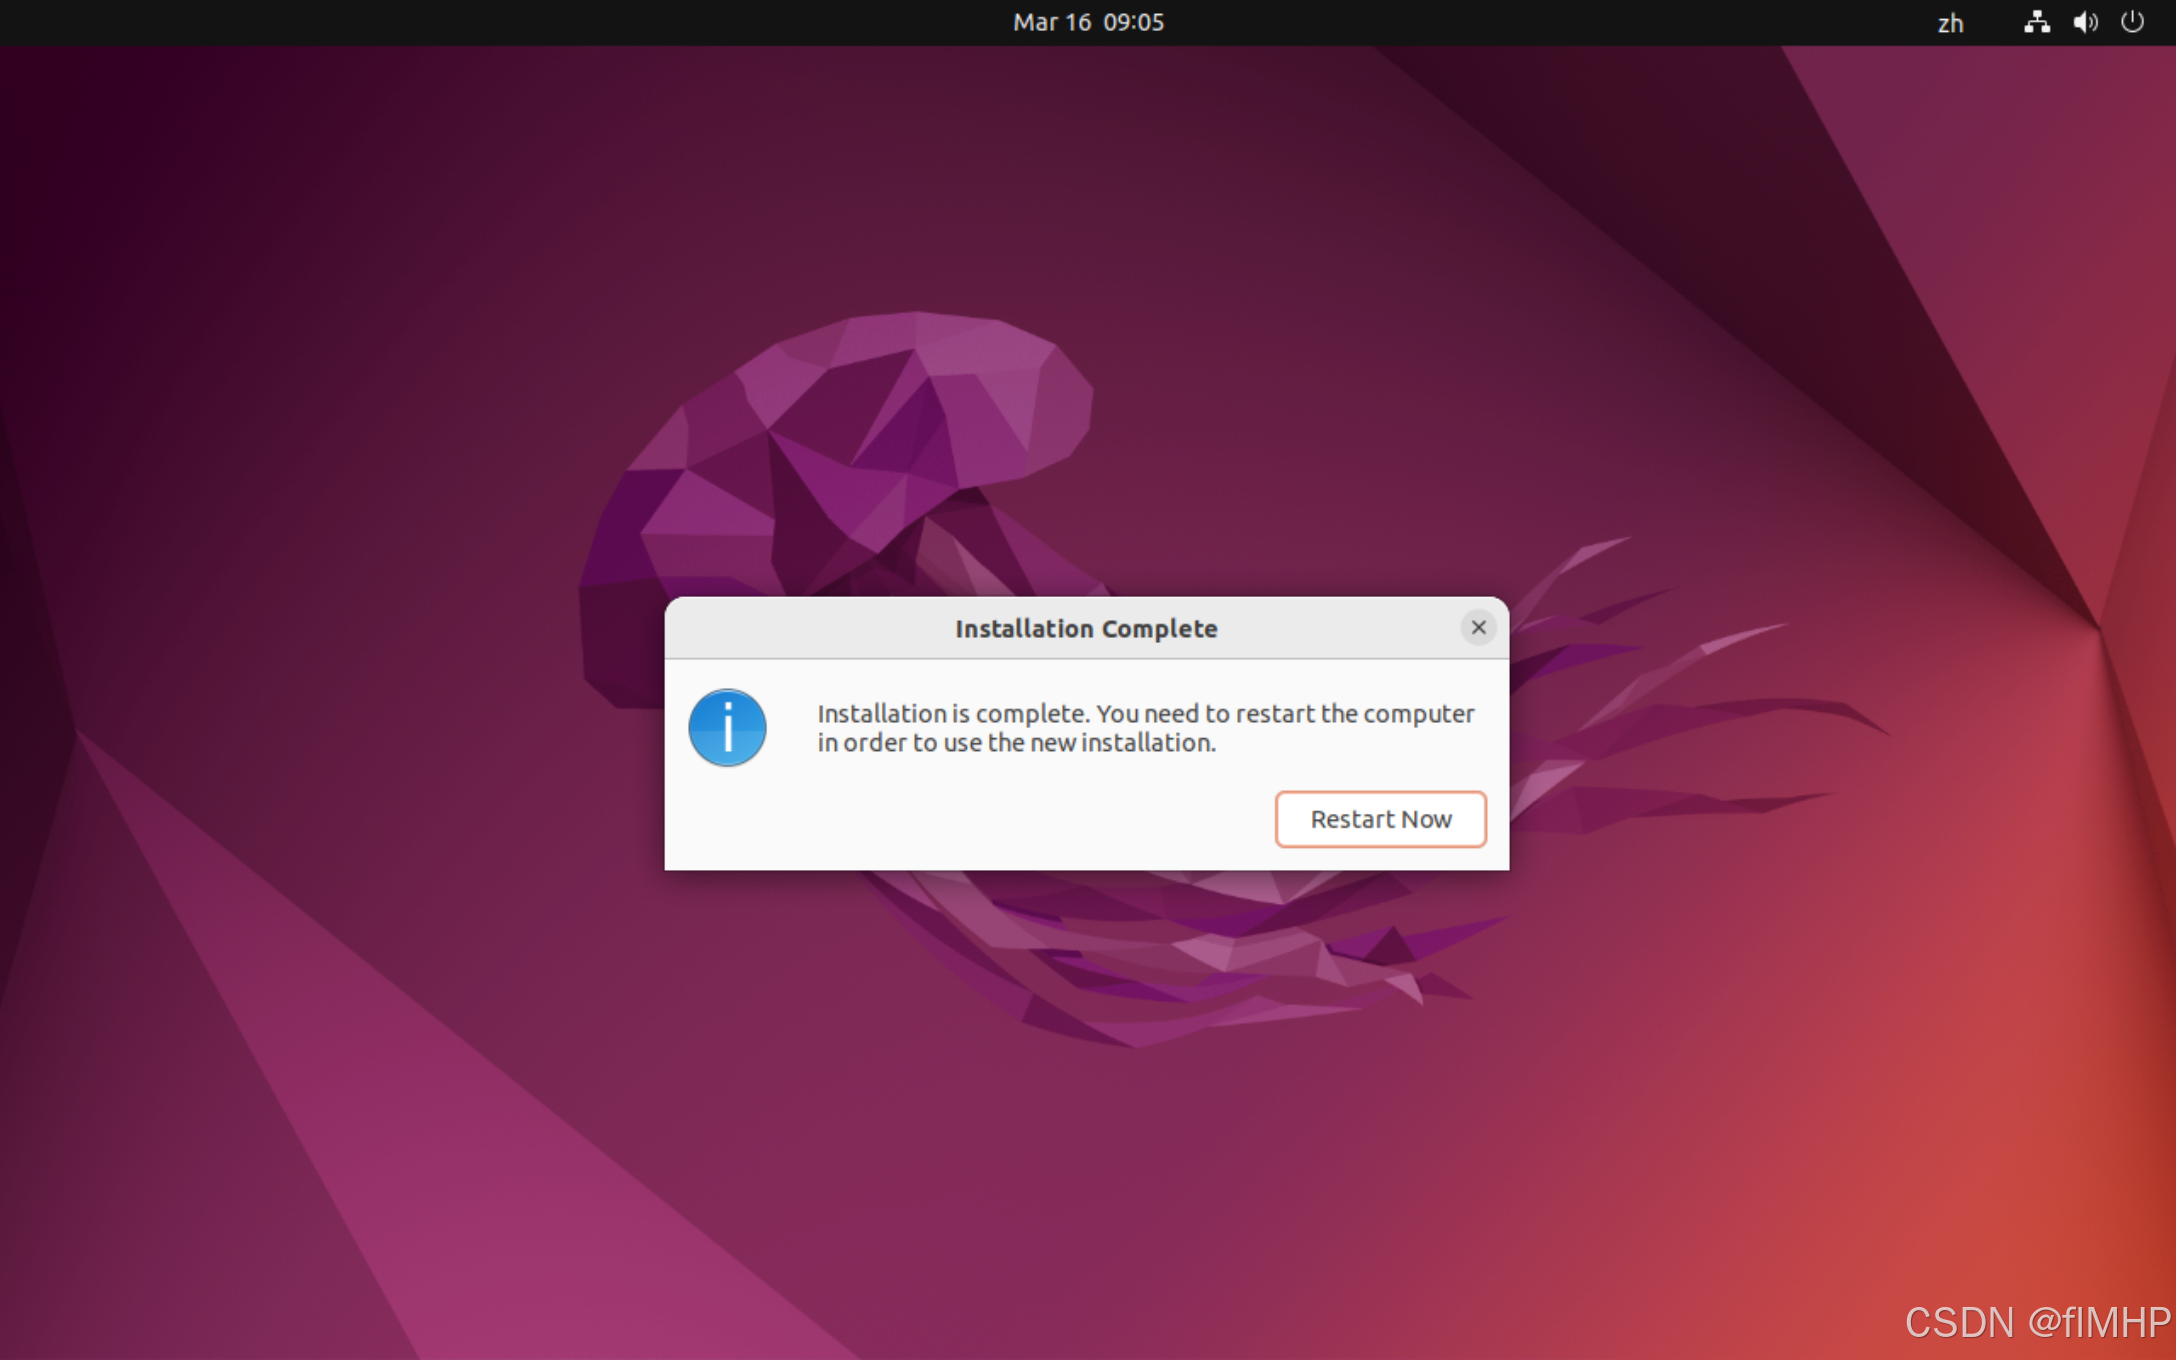 Mar 16 09:05
zh
Installation Complete
Installation is complete. You need to restart the computer
in order to use the new installation.
Restart Now
CSDN @flMHP